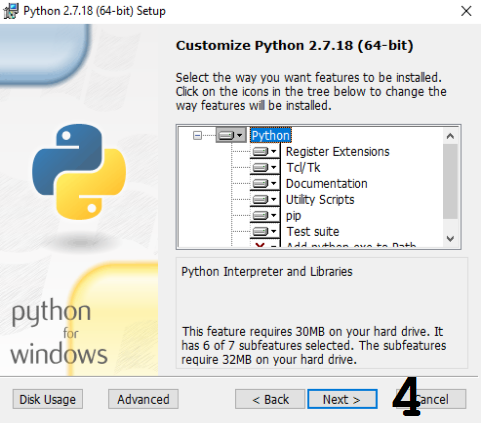 Python 2.7.18 (64-bit) Setup
Customize Python 2.7.18 (64-bit)
Select the way you want features to be installed.
Click on the icons in the tree below to change the
way features will be installed.
Python
Register Extensions
Tcl/Tk
Documentation
Utility Scripts
pip
Test suite
Add python.exe to Path
Python Interpreter and Libraries
This feature requires 30MB on your hard drive. It
has 6 of 7 subfeatures selected. The subfeatures
require 32MB on your hard drive.
python
for
windows
Disk Usage Advanced < Back Next > 4 Cancel